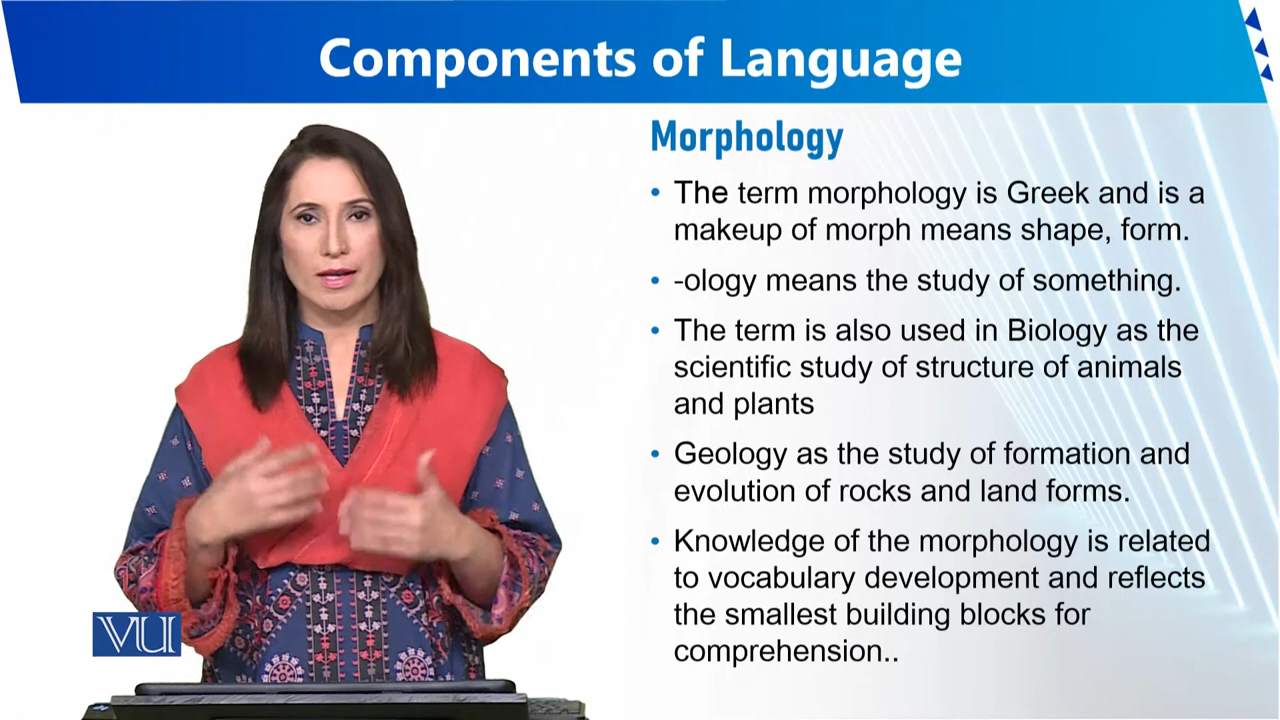 Components of Language
Morphology
• The term morphology is Greek and is a
makeup of morph means shape, form.
• -ology means the study of something.
• The term is also used in Biology as the
scientific study of structure of animals
and plants
• Geology as the study of formation and
evolution of rocks and land forms.
• Knowledge of the morphology is related
to vocabulary development and reflects
the smallest building blocks for
comprehension..
VU